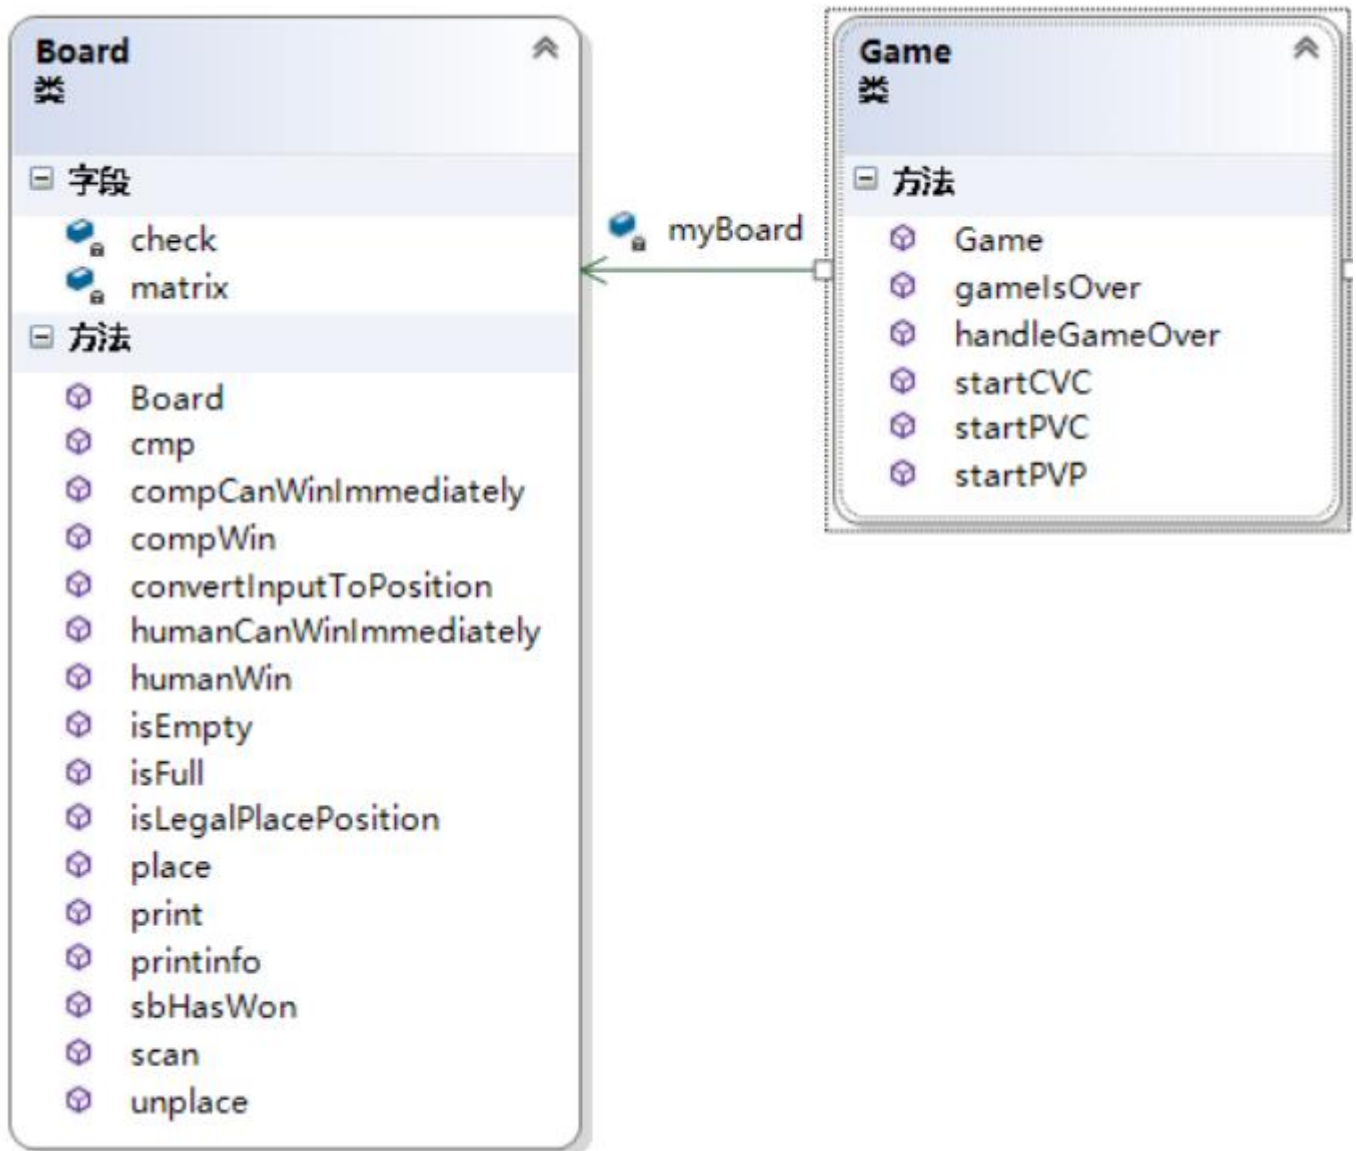 Board
类
字段
check
matrix
方法
Board
cmp
compCanWinImmediately
compWin
convertInputToPosition
humanCanWinImmediately
humanWin
isEmpty
isFull
isLegalPlacePosition
place
print
printinfo
sbHasWon
scan
unplace
myBoard
Game
类
方法
Game
gameIsOver
handleGameOver
startCVC
startPVC
startPVP